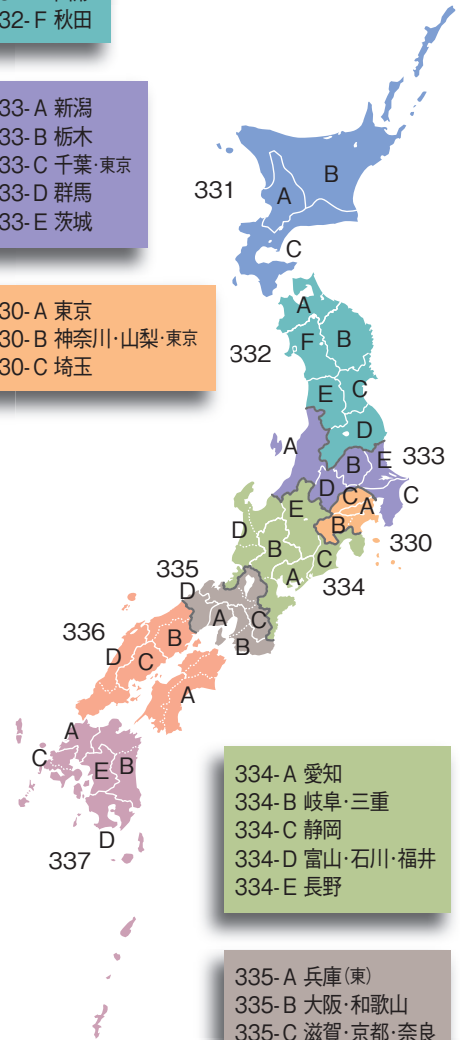 32-F 秋田
33-A 新潟
33-B 栃木
33-C 千葉・東京
33-D 群馬
33-E 茨城
30-A 東京
30-B 神奈川・山梨・東京
30-C 埼玉
331
A
B
C
332
A
F
B
E
C
D
333
A
B
E
D
C
330
C
A
B
334
E
D
B
A
C
335
D
A
C
B
336
B
D
C
A
337
A
C
E
B
D
334-A 愛知
334-B 岐阜・三重
334-C 静岡
334-D 富山・石川・福井
334-E 長野
335-A 兵庫(東)
335-B 大阪・和歌山
335-C 滋賀・京都・奈良